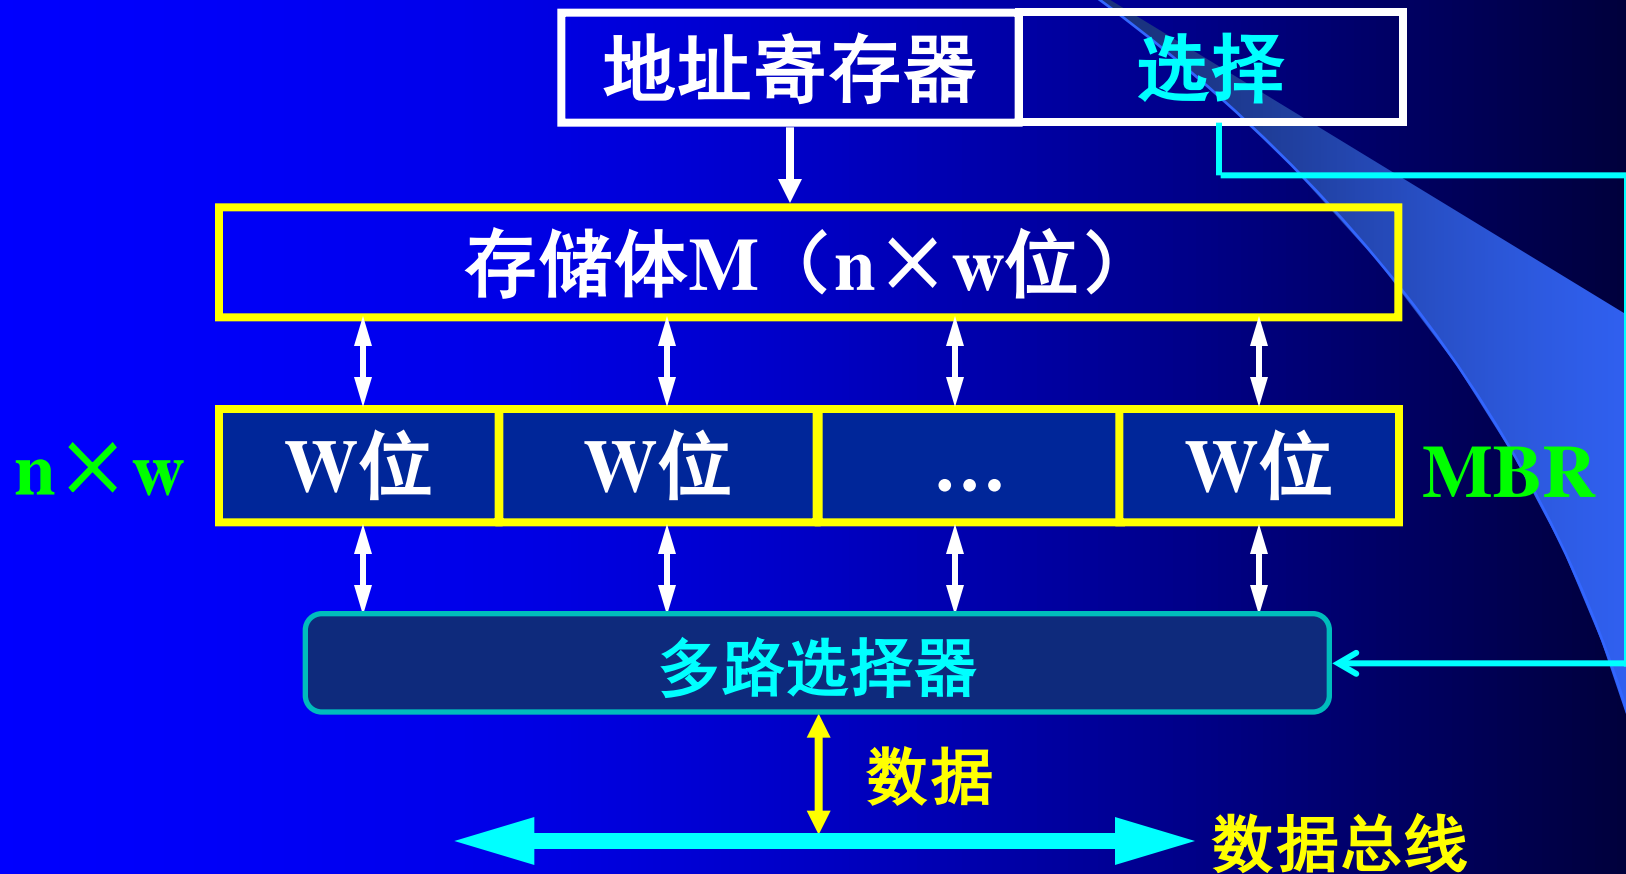 地址寄存器 选择
存储体M（n×w位）
n×w W位 W位 … W位 MBR
多路选择器
数据
数据总线